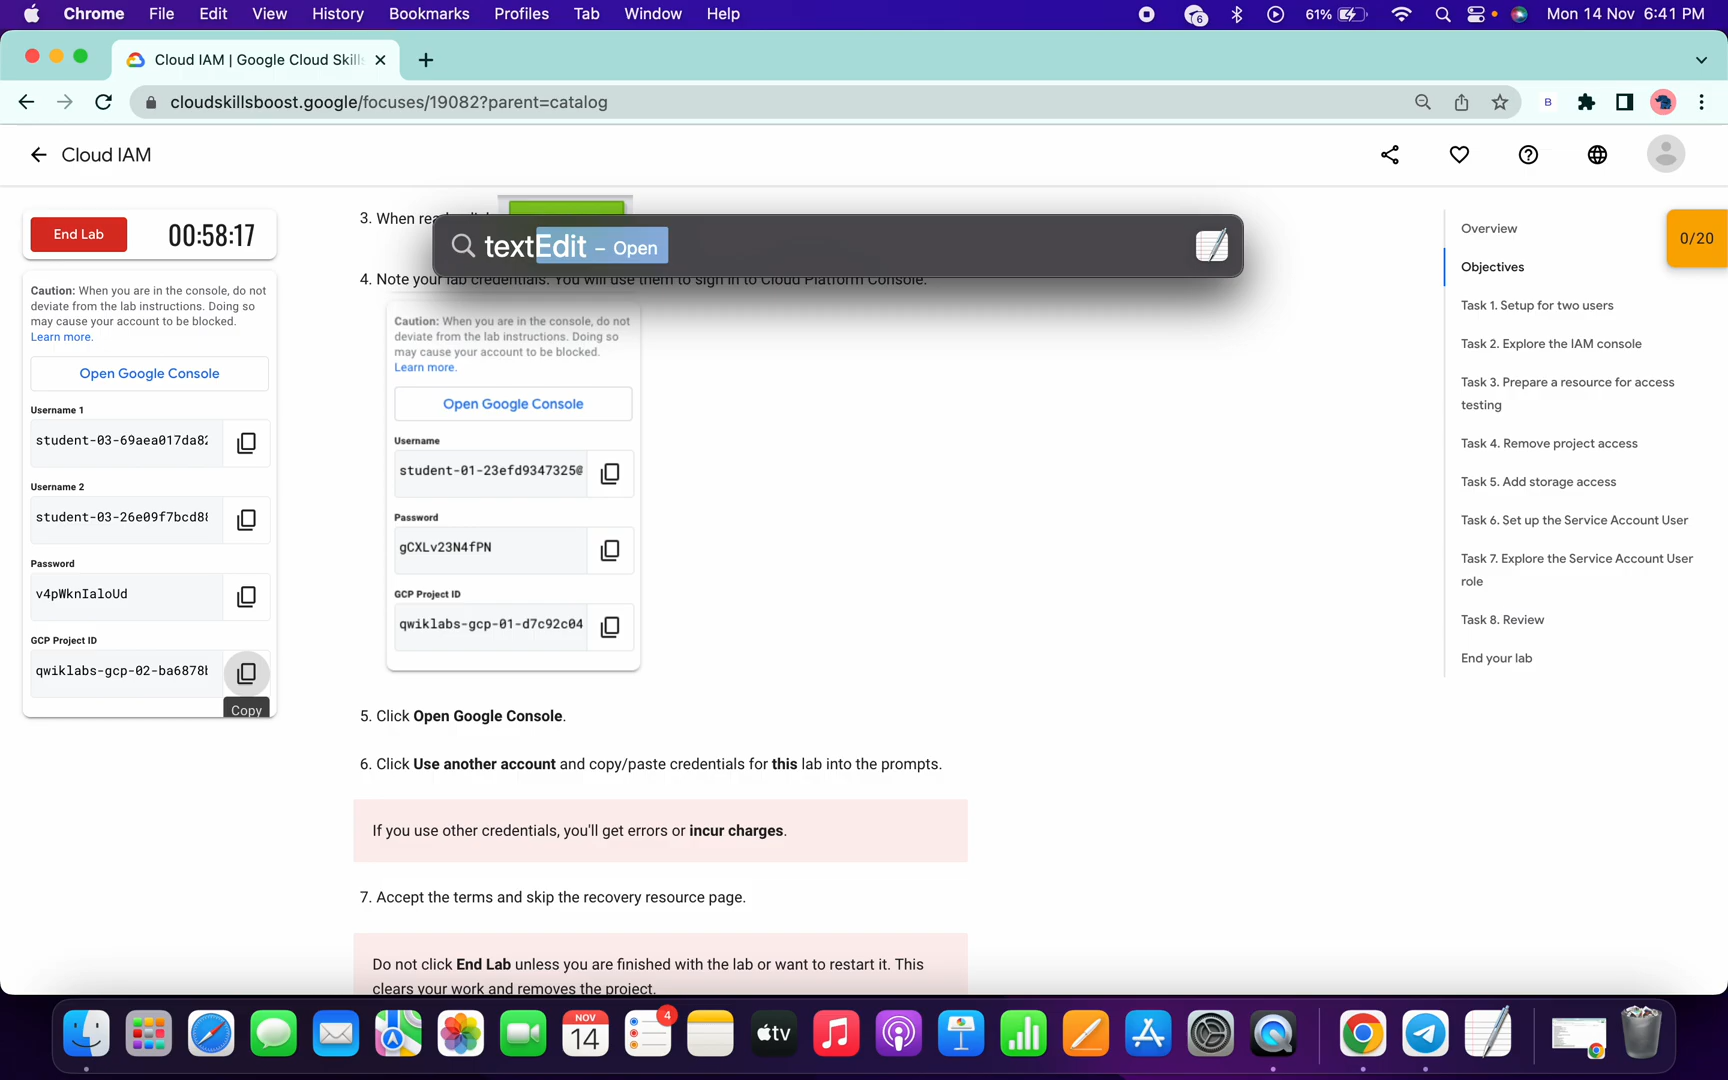 Chrome File Edit View History Bookmarks Profiles Tab Window Help
6
61%
Mon 14 Nov 6:41 PM
Cloud IAM | Google Cloud Skills
cloudskillsboost.google/focuses/19082?parent=catalog
B
Cloud IAM
End Lab
00:58:17
Caution: When you are in the console, do not
deviate from the lab instructions. Doing so
may cause your account to be blocked.
Learn more.
Open Google Console
Username 1
student-03-69aea017da82
Username 2
student-03-26e09f7bcd8
Password
v4pWknIaloUd
GCP Project ID
qwiklabs-gcp-02-ba6878
Copy
3. When
textEdit – Open
4. Note your lab credentials. You will use them to sign in to Cloud Platform Console.
Caution: When you are in the console, do not
deviate from the lab instructions. Doing so
may cause your account to be blocked.
Learn more.
Open Google Console
Username
student-01-23efd9347325@
Password
gCXLv23N4fPN
GCP Project ID
qwiklabs-gcp-01-d7c92c04
5. Click Open Google Console.
6. Click Use another account and copy/paste credentials for this lab into the prompts.
If you use other credentials, you'll get errors or incur charges.
7. Accept the terms and skip the recovery resource page.
Do not click End Lab unless you are finished with the lab or want to restart it. This
clears your work and removes the project.
Overview
Objectives
Task 1. Setup for two users
Task 2. Explore the IAM console
Task 3. Prepare a resource for access
testing
Task 4. Remove project access
Task 5. Add storage access
Task 6. Set up the Service Account User
Task 7. Explore the Service Account User
role
Task 8. Review
End your lab
0/20
NOV
14
4
tv